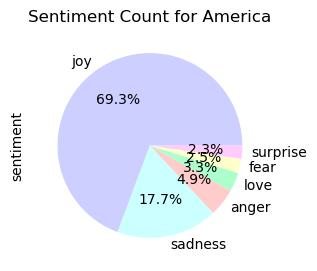 Sentiment Count for America
joy
69.3%
sentiment
2.3%
surprise
2.5%
fear
3.3%
love
4.9%
anger
17.7%
sadness